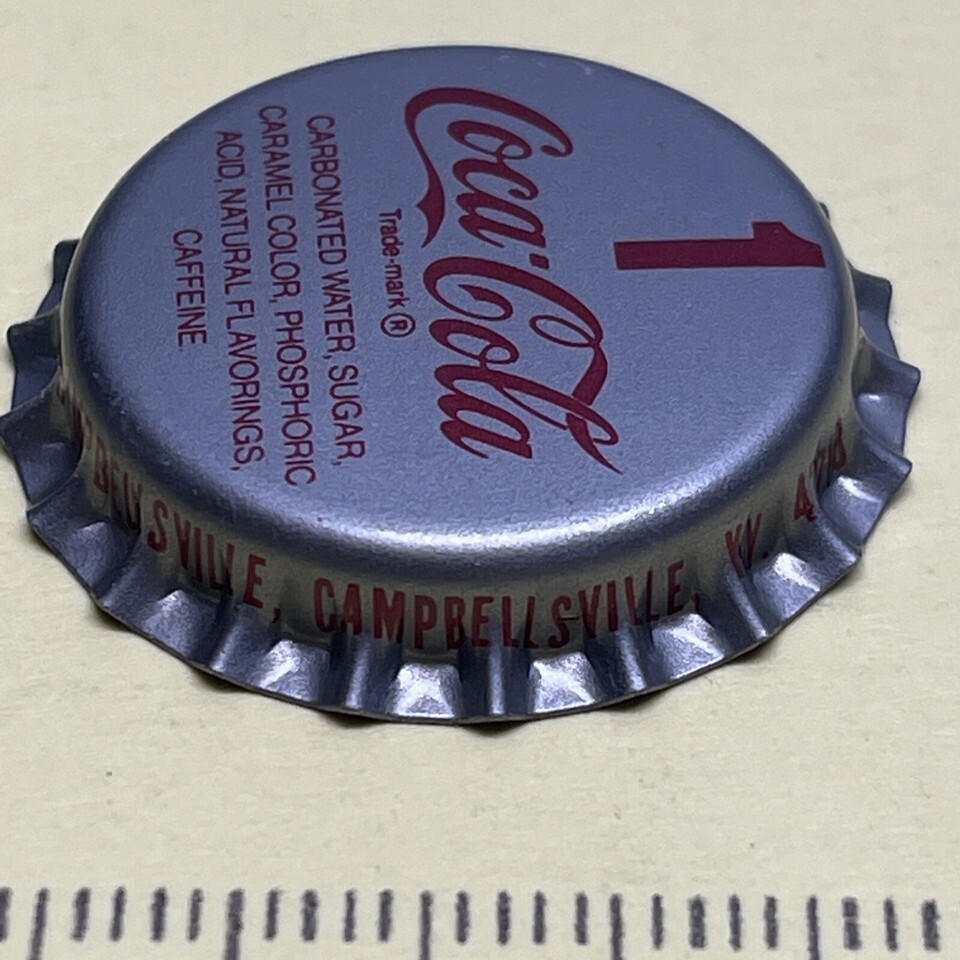 1
Coca-Cola
Trade-mark ®
CARBONATED WATER, SUGAR,
CARAMEL COLOR, PHOSPHORIC
ACID, NATURAL FLAVORINGS,
CAFFEINE
CAMPBELLSVILLE, KY.